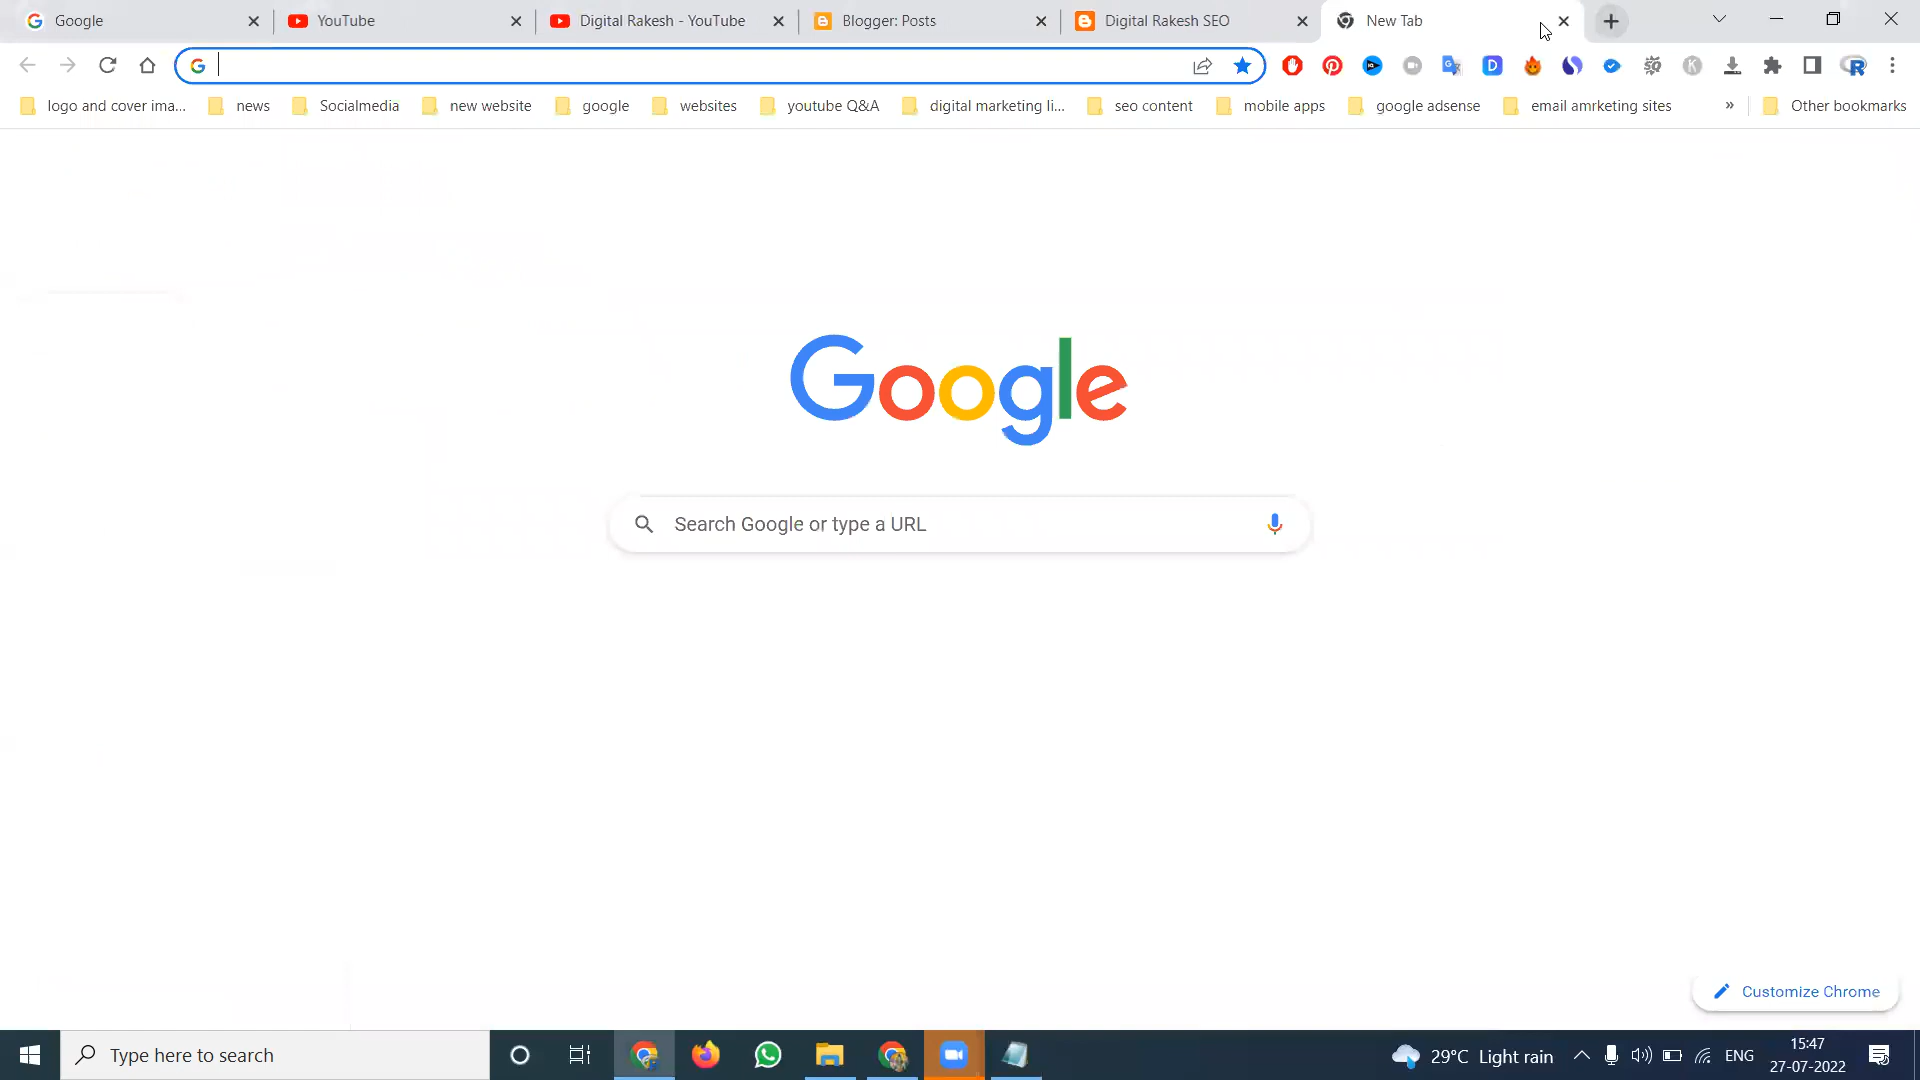 Google
YouTube
Digital Rakesh - YouTube
Blogger: Posts
Digital Rakesh SEO
New Tab
logo and cover ima...
news
Socialmedia
new website
google
websites
youtube Q&A
digital marketing li...
seo content
mobile apps
google adsense
email amrketing sites
»
Other bookmarks
Google
Search Google or type a URL
Customize Chrome
Type here to search
29°C Light rain
ENG
15:47
27-07-2022